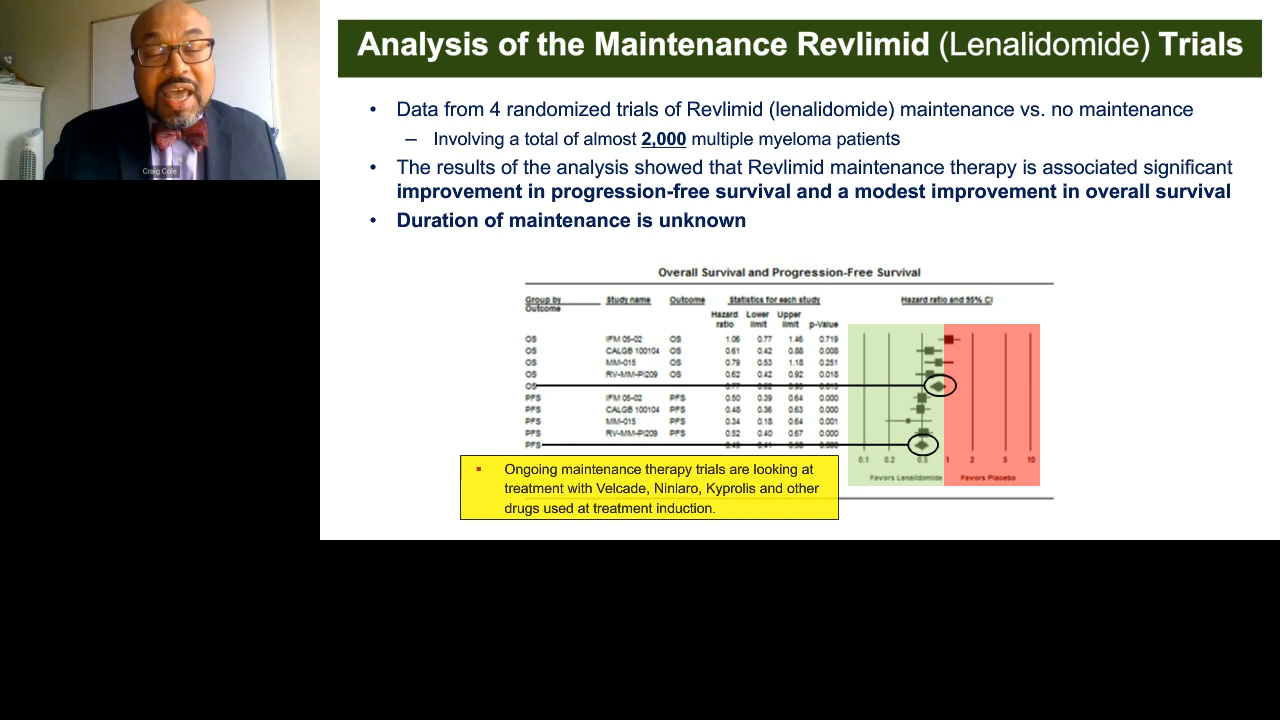 Craig Cole
Analysis of the Maintenance Revlimid (Lenalidomide) Trials
• Data from 4 randomized trials of Revlimid (lenalidomide) maintenance vs. no maintenance
– Involving a total of almost 2,000 multiple myeloma patients
• The results of the analysis showed that Revlimid maintenance therapy is associated significant
improvement in progression-free survival and a modest improvement in overall survival
• Duration of maintenance is unknown
Overall Survival and Progression-Free Survival
Group by Study name Outcome Statistics for each study Hazard ratio and 95% CI
Outcome
Hazard Lower Upper
ratio limit limit p-Value
OS IFM 05-02 OS 1.06 0.77 1.46 0.719
OS CALGB 100104 OS 0.61 0.42 0.88 0.008
OS MM-015 OS 0.79 0.53 1.18 0.251
OS RV-MM-PI209 OS 0.62 0.42 0.92 0.018
OS
PFS IFM 05-02 PFS 0.50 0.39 0.64 0.000
PFS CALGB 100104 PFS 0.48 0.36 0.63 0.000
PFS MM-015 PFS 0.34 0.18 0.64 0.001
PFS RV-MM-PI209 PFS 0.52 0.40 0.67 0.000
PFS
0.1 0.2 0.5 1 2 5 10
Favors Lenalidomide Favors Placebo
▪ Ongoing maintenance therapy trials are looking at
treatment with Velcade, Ninlaro, Kyprolis and other
drugs used at treatment induction.